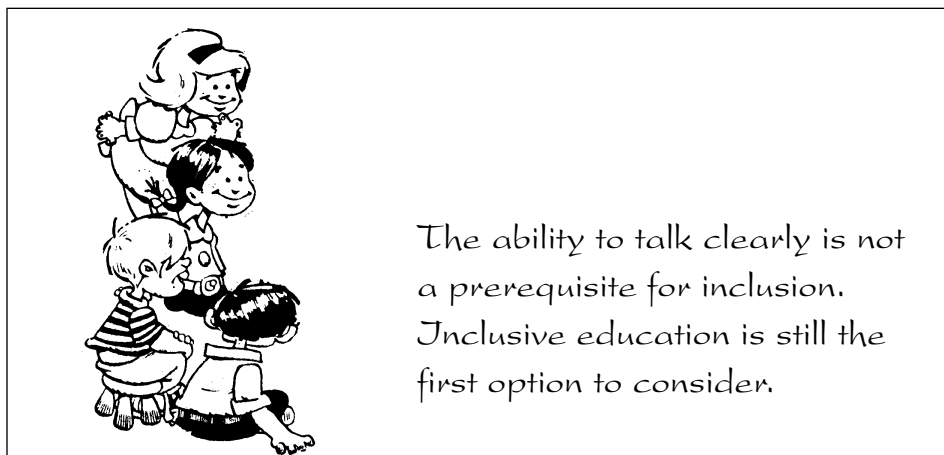 The ability to talk clearly is not
a prerequisite for inclusion.
Inclusive education is still the
first option to consider.